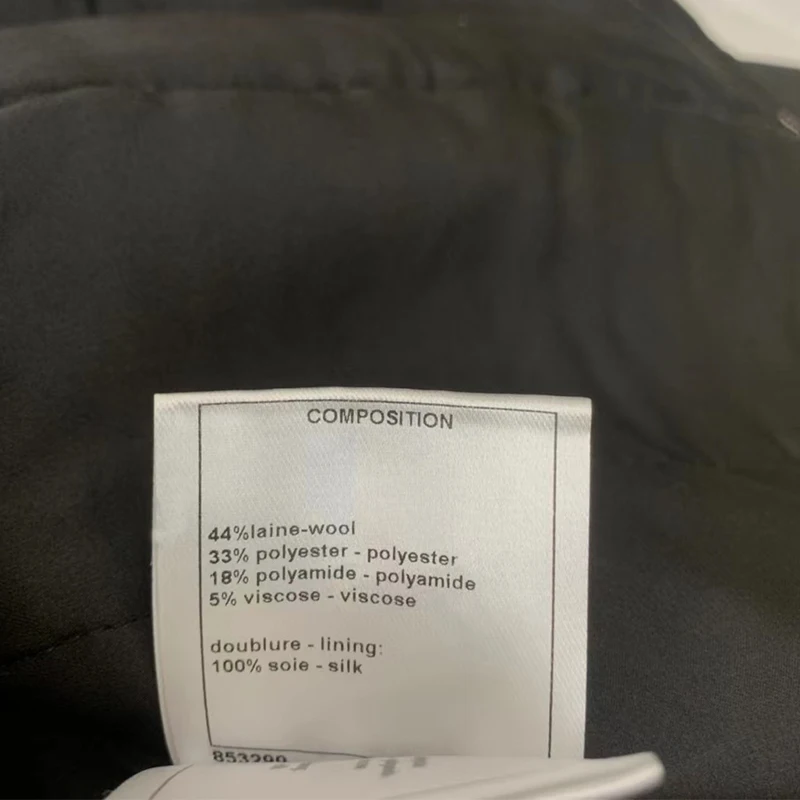 COMPOSITION
44%laine-wool
33% polyester - polyester
18% polyamide - polyamide
5% viscose - viscose
doublure - lining:
100% soie - silk